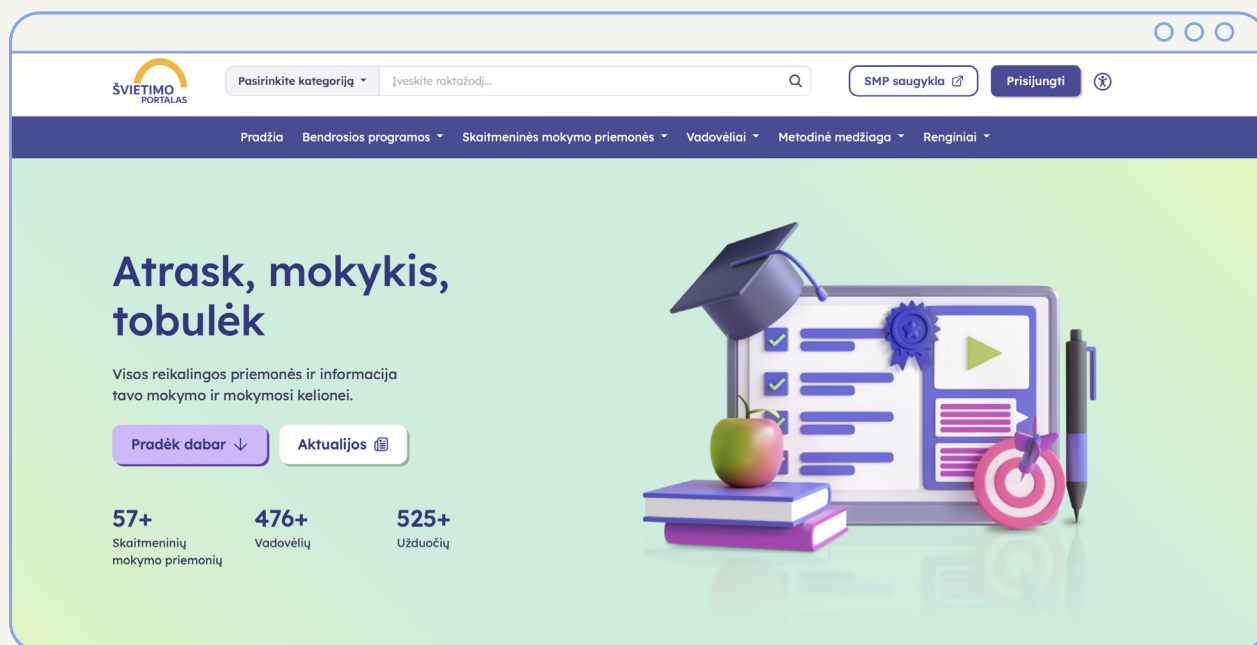 ŠVIETIMO
PORTALAS
Pasirinkite kategoriją
Įveskite raktažodį...
SMP saugykla
Prisijungti
Pradžia
Bendrosios programos
Skaitmeninės mokymo priemonės
Vadovėliai
Metodinė medžiaga
Renginiai
Atrask, mokykis,
tobulėk
Visos reikalingos priemonės ir informacija
tavo mokymo ir mokymosi kelionei.
Pradėk dabar
Aktualijos
57+
Skaitmeninių
mokymo priemonių
476+
Vadovėlių
525+
Užduočių